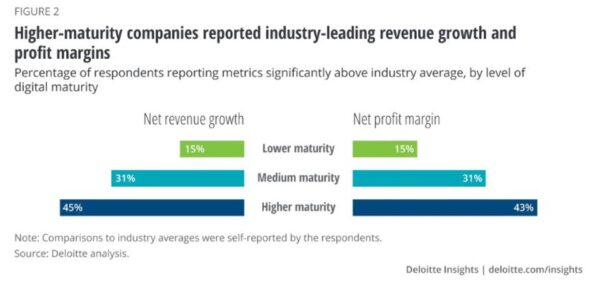 FIGURE 2
Higher-maturity companies reported industry-leading revenue growth and
profit margins
Percentage of respondents reporting metrics significantly above industry average, by level of
digital maturity
Net revenue growth
Net profit margin
15%
Lower maturity
15%
31%
Medium maturity
31%
45%
Higher maturity
43%
Note: Comparisons to industry averages were self-reported by the respondents.
Source: Deloitte analysis.
Deloitte Insights | deloitte.com/insights